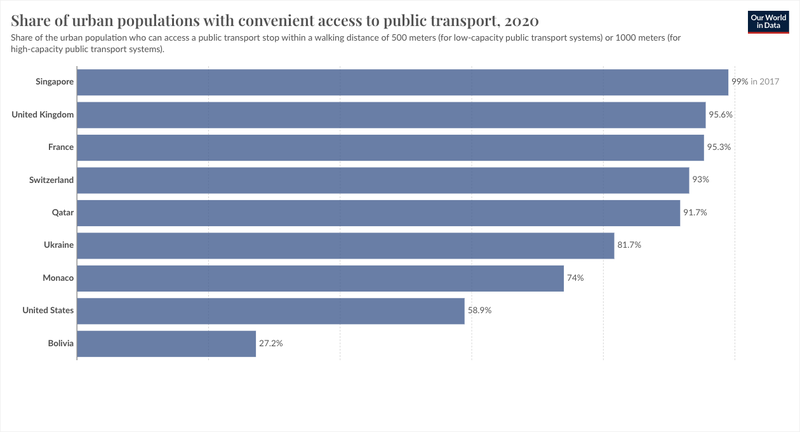 Share of urban populations with convenient access to public transport, 2020
Our World
in Data
Share of the urban population who can access a public transport stop within a walking distance of 500 meters (for low-capacity public transport systems) or 1000 meters (for
high-capacity public transport systems).
Singapore 99% in 2017
United Kingdom 95.6%
France 95.3%
Switzerland 93%
Qatar 91.7%
Ukraine 81.7%
Monaco 74%
United States 58.9%
Bolivia 27.2%